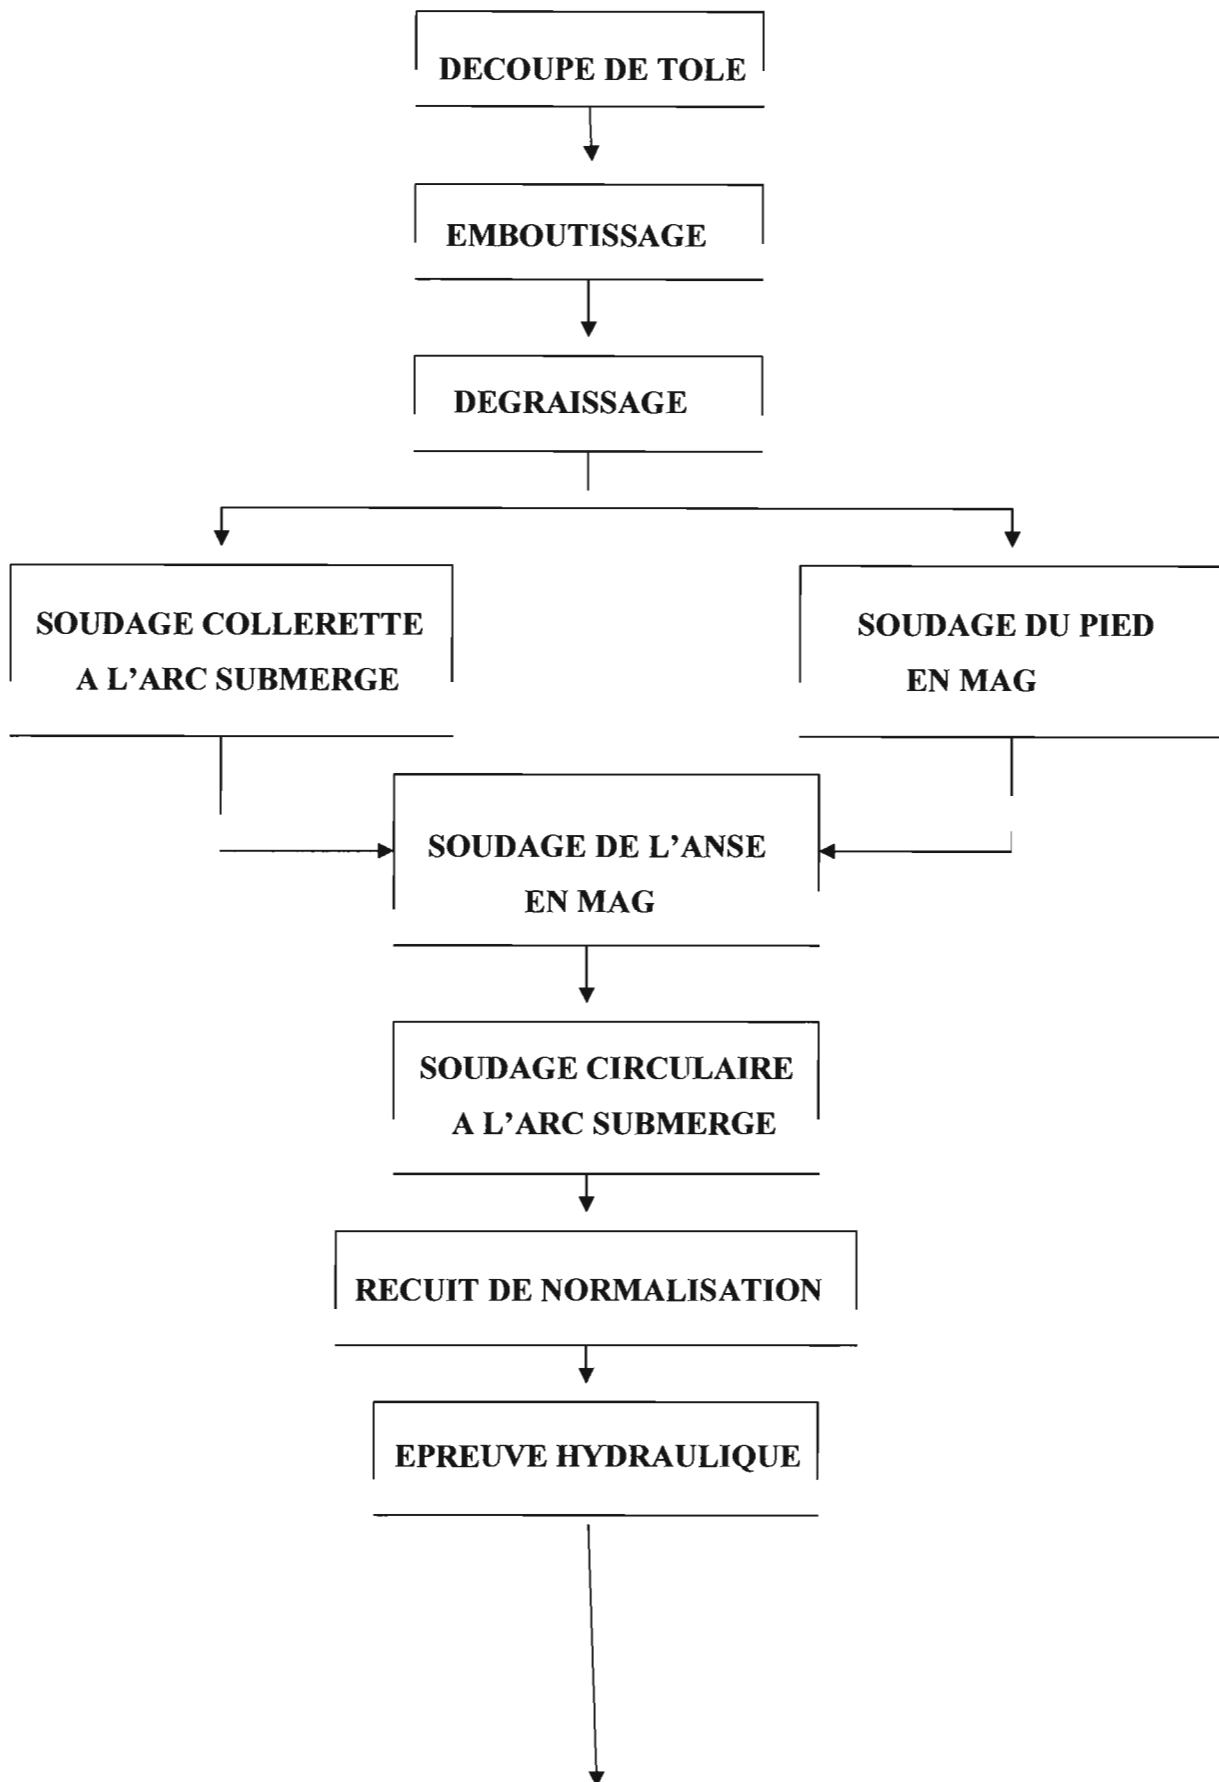 DECOUPE DE TOLE
EMBOUTISSAGE
DEGRAISSAGE
SOUDAGE COLLERETTE
A L'ARC SUBMERGE
SOUDAGE DU PIED
EN MAG
SOUDAGE DE L'ANSE
EN MAG
SOUDAGE CIRCULAIRE
A L'ARC SUBMERGE
RECUIT DE NORMALISATION
EPREUVE HYDRAULIQUE